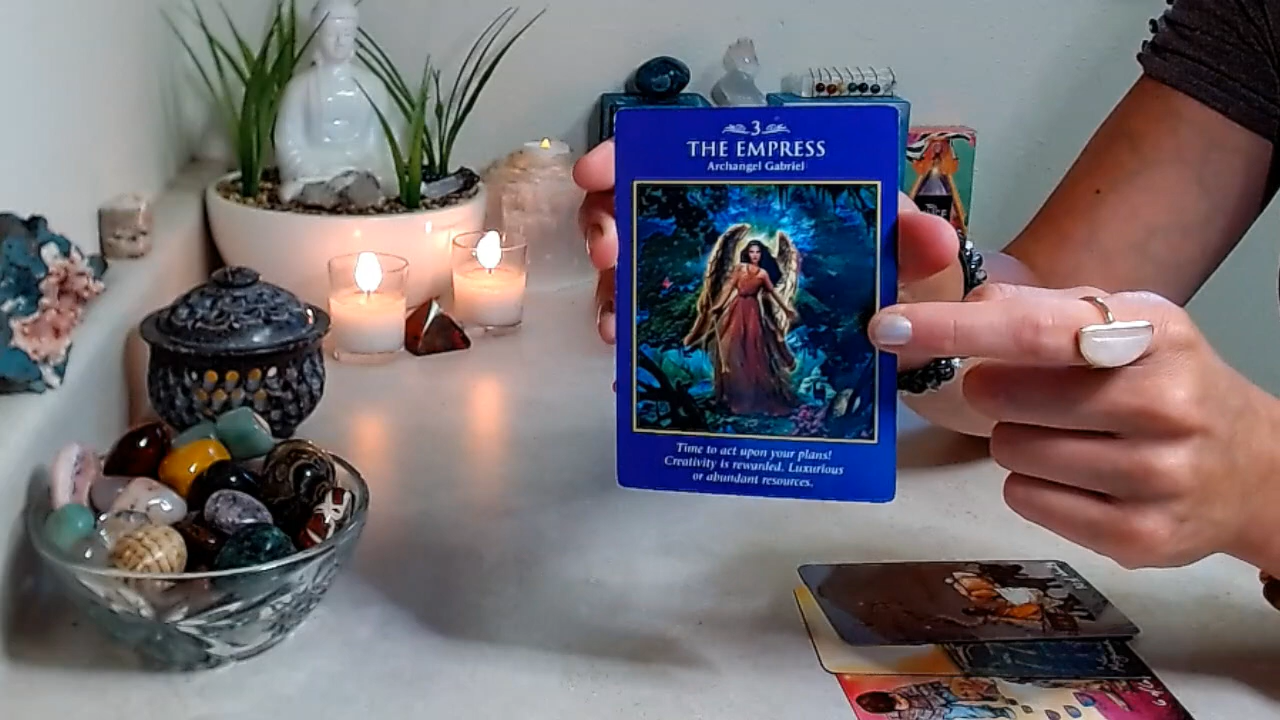 3
THE EMPRESS
Archangel Gabriel
Time to act upon your plans!
Creativity is rewarded. Luxurious
or abundant resources.